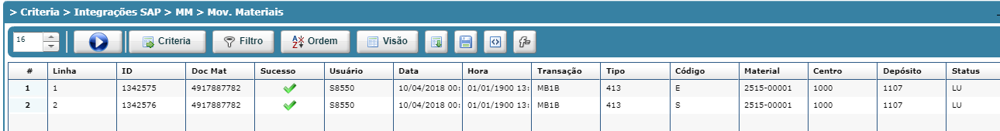 > Criteria > Integrações SAP > MM > Mov. Materiais
16 Criteria Filtro Ordem Visão
# Linha ID Doc Mat Sucesso Usuário Data Hora Transação Tipo Código Material Centro Depósito Status
1 1 1342575 4917887782 S8550 10/04/2018 00: 01/01/1900 13: MB1B 413 E 2515-00001 1000 1107 LU
2 2 1342576 4917887782 S8550 10/04/2018 00: 01/01/1900 13: MB1B 413 S 2515-00001 1000 1107 LU